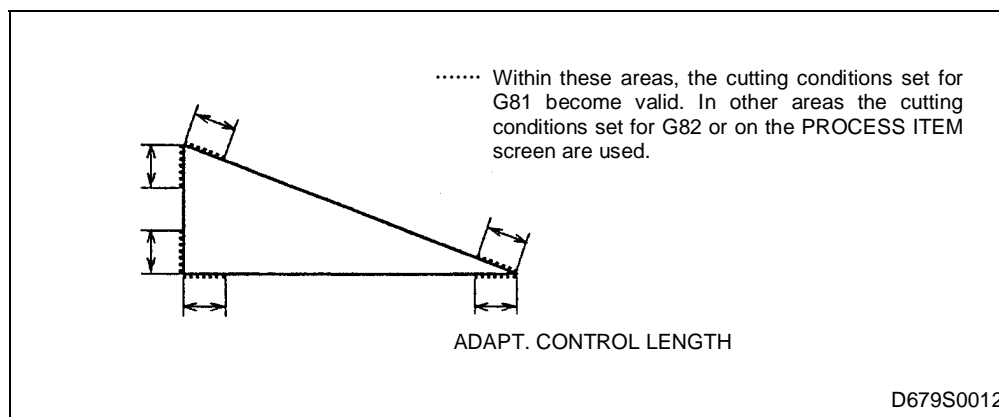 ....... Within these areas, the cutting conditions set for
G81 become valid. In other areas the cutting
conditions set for G82 or on the PROCESS ITEM
screen are used.
ADAPT. CONTROL LENGTH
D679S0012